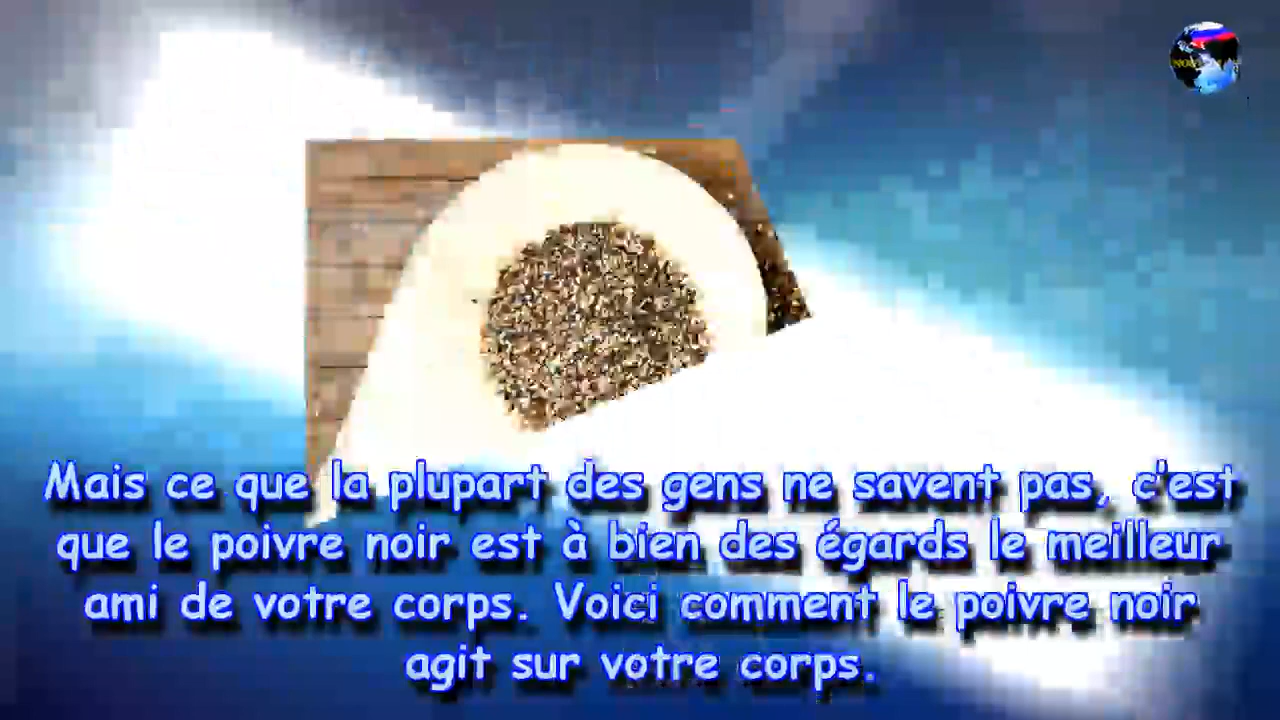 Mais ce que la plupart des gens ne savent pas, c'est
que le poivre noir est à bien des égards le meilleur
ami de votre corps. Voici comment le poivre noir
agit sur votre corps.